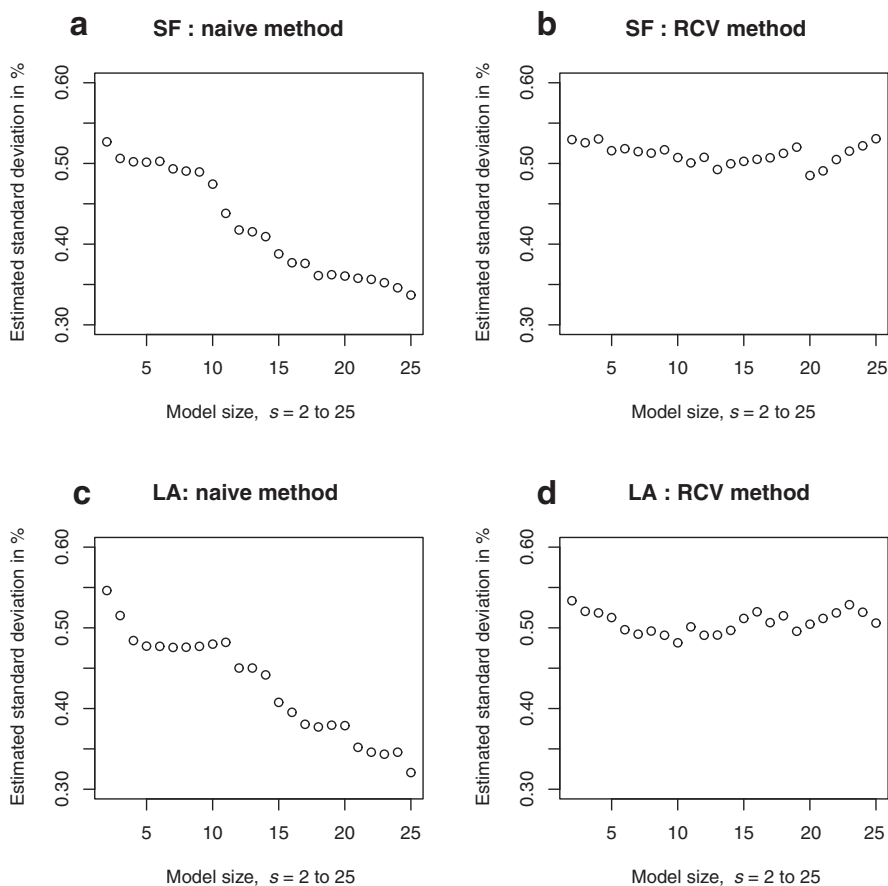 a SF : naive method
Estimated standard deviation in %
0.60
0.50
0.40
0.30
5 10 15 20 25
Model size, s = 2 to 25
b SF : RCV method
Estimated standard deviation in %
0.60
0.50
0.40
0.30
5 10 15 20 25
Model size, s = 2 to 25
c LA: naive method
Estimated standard deviation in %
0.60
0.50
0.40
0.30
5 10 15 20 25
Model size, s = 2 to 25
d LA : RCV method
Estimated standard deviation in %
0.60
0.50
0.40
0.30
5 10 15 20 25
Model size, s = 2 to 25